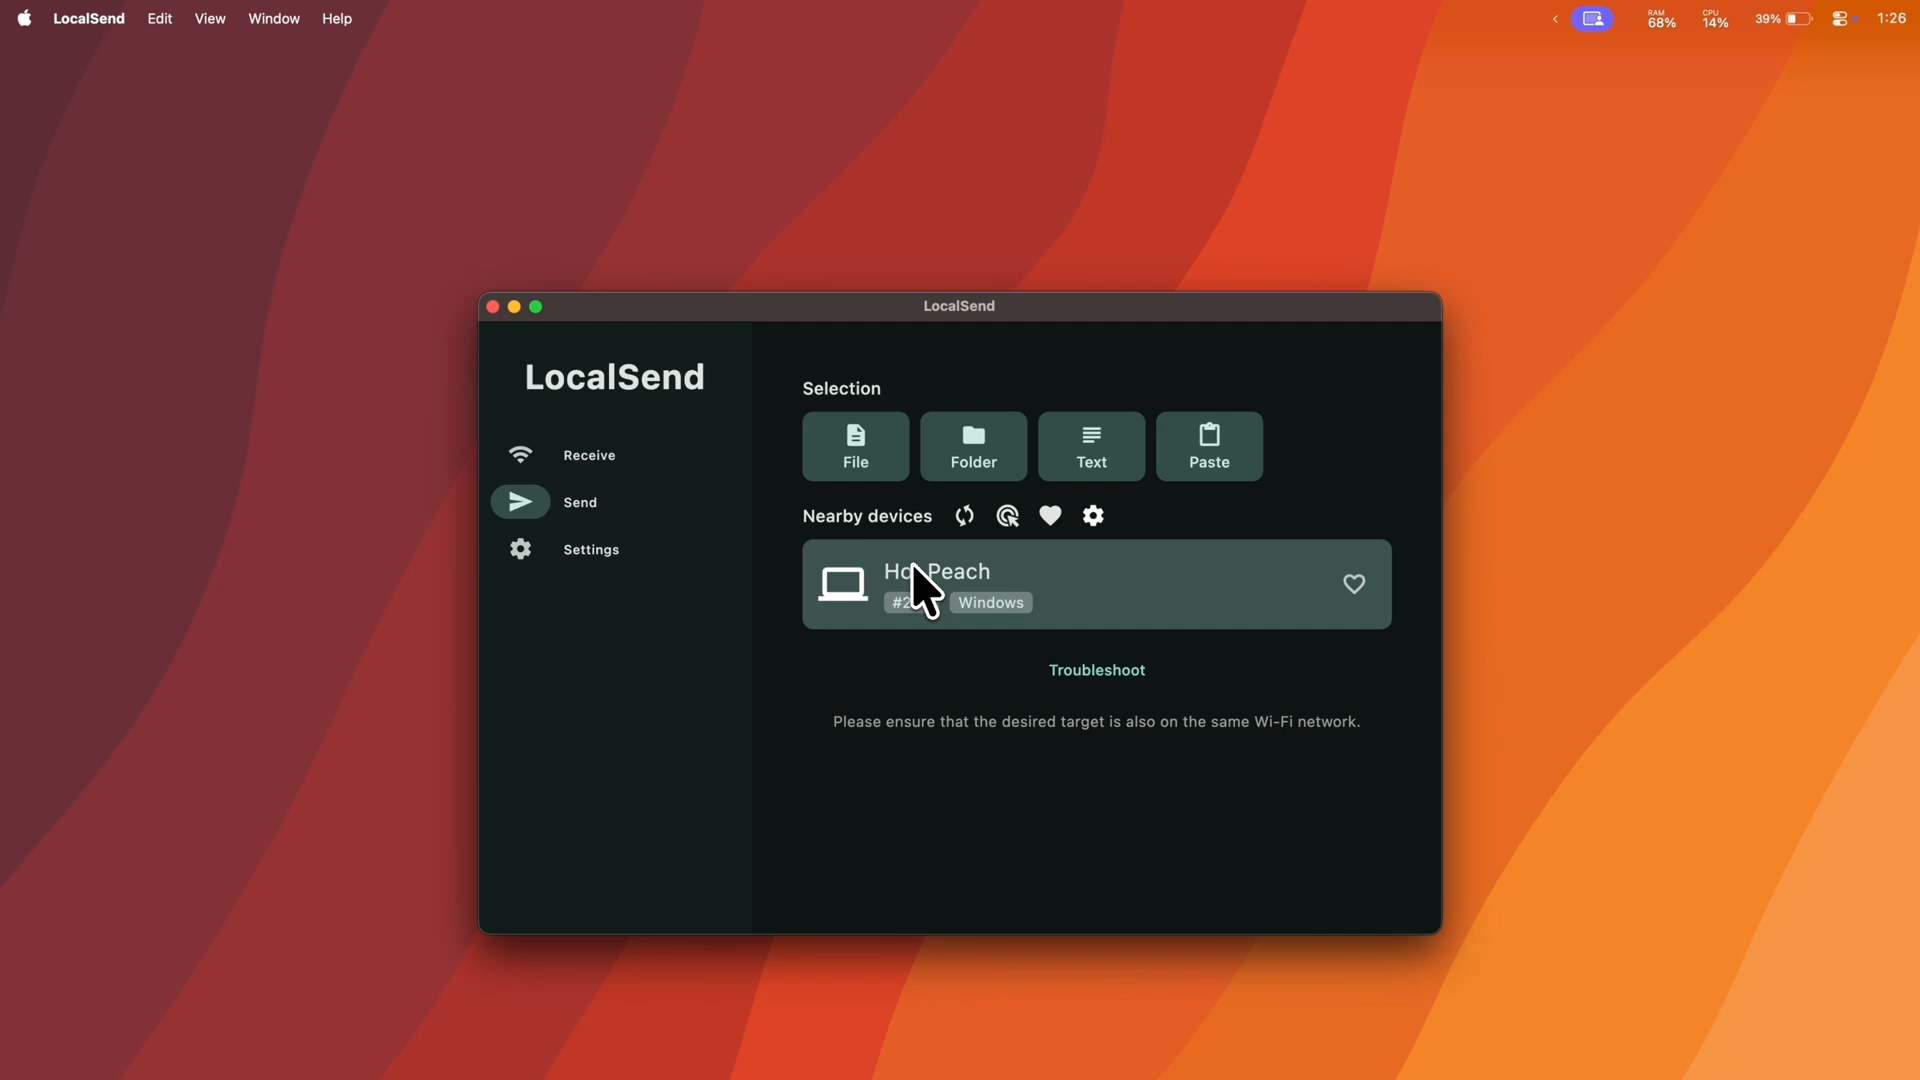 LocalSend Edit View Window Help
RAM 68% CPU 14% 39% 1:26
LocalSend
LocalSend
Receive
Send
Settings
Selection
File Folder Text Paste
Nearby devices
Peach
Windows
Troubleshoot
Please ensure that the desired target is also on the same Wi-Fi network.